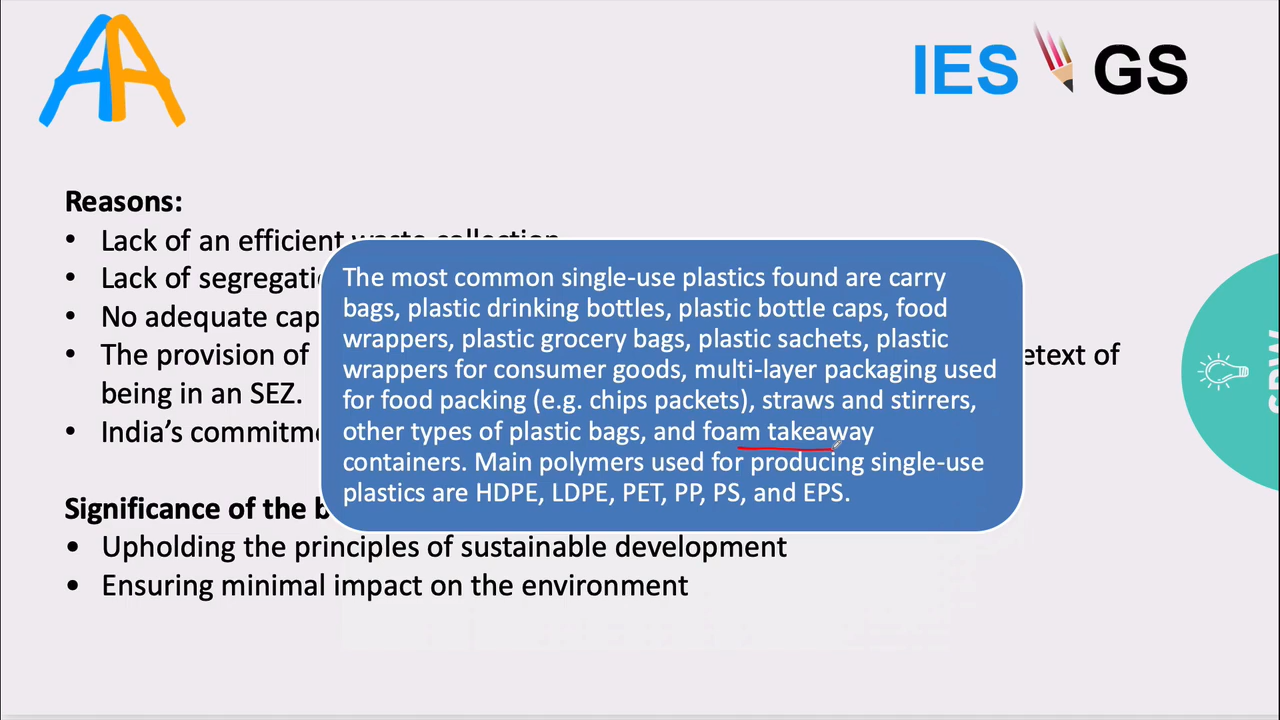 IES GS
Reasons:
• Lack of an efficient waste collection
• Lack of segregati
• No adequate cap
• The provision of etext of
being in an SEZ.
• India's commitm
The most common single-use plastics found are carry
bags, plastic drinking bottles, plastic bottle caps, food
wrappers, plastic grocery bags, plastic sachets, plastic
wrappers for consumer goods, multi-layer packaging used
for food packing (e.g. chips packets), straws and stirrers,
other types of plastic bags, and foam takeaway
containers. Main polymers used for producing single-use
plastics are HDPE, LDPE, PET, PP, PS, and EPS.
Significance of the b
• Upholding the principles of sustainable development
• Ensuring minimal impact on the environment